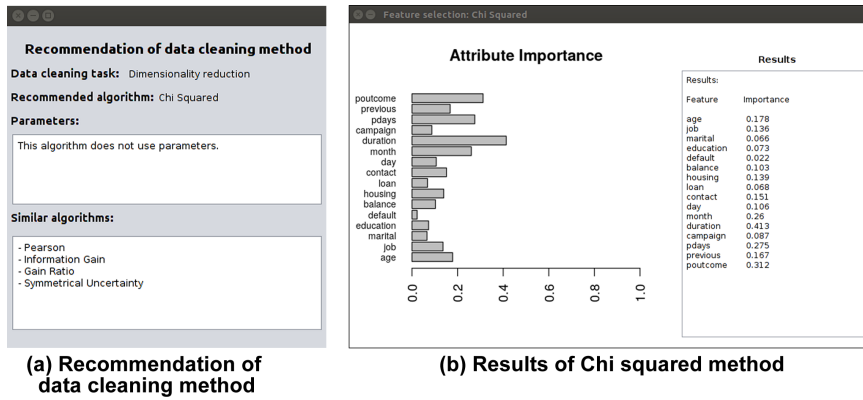 Recommendation of data cleaning method
Data cleaning task: Dimensionality reduction
Recommended algorithm: Chi Squared
Parameters:
This algorithm does not use parameters.
Similar algorithms:
- Pearson
- Information Gain
- Gain Ratio
- Symmetrical Uncertainty
(a) Recommendation of
data cleaning method
Feature selection: Chi Squared
Attribute Importance
poutcome
previous
pdays
campaign
duration
month
day
contact
loan
housing
balance
default
education
marital
job
age
0.0 0.2 0.4 0.6 0.8 1.0
Results
Results:
Feature Importance
age 0.178
job 0.136
marital 0.066
education 0.073
default 0.022
balance 0.103
housing 0.139
loan 0.068
contact 0.151
day 0.106
month 0.26
duration 0.413
campaign 0.087
pdays 0.275
previous 0.167
poutcome 0.312
(b) Results of Chi squared method